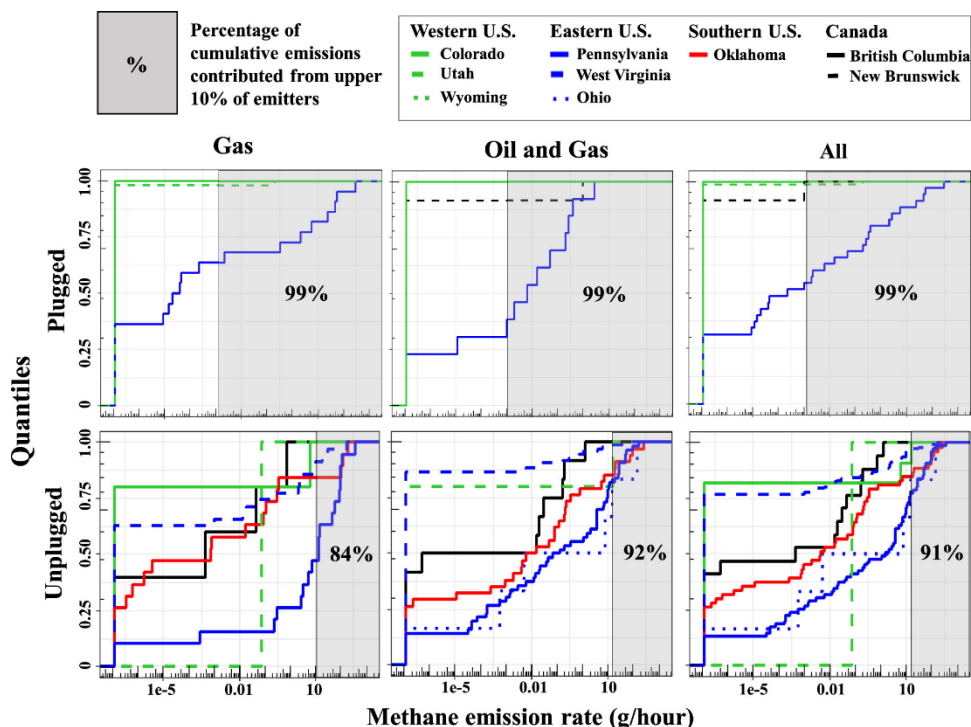 %
Percentage of
cumulative emissions
contributed from upper
10% of emitters
Western U.S.
Colorado
Utah
Wyoming
Eastern U.S.
Pennsylvania
West Virginia
Ohio
Southern U.S.
Oklahoma
Canada
British Columbia
New Brunswick
Gas
Oil and Gas
All
Quantiles
Plugged
1.00
0.75
0.50
0.25
0
99%
99%
99%
Unplugged
1.00
0.75
0.50
0.25
0
84%
92%
91%
1e-5 0.01 10
1e-5 0.01 10
1e-5 0.01 10
Methane emission rate (g/hour)